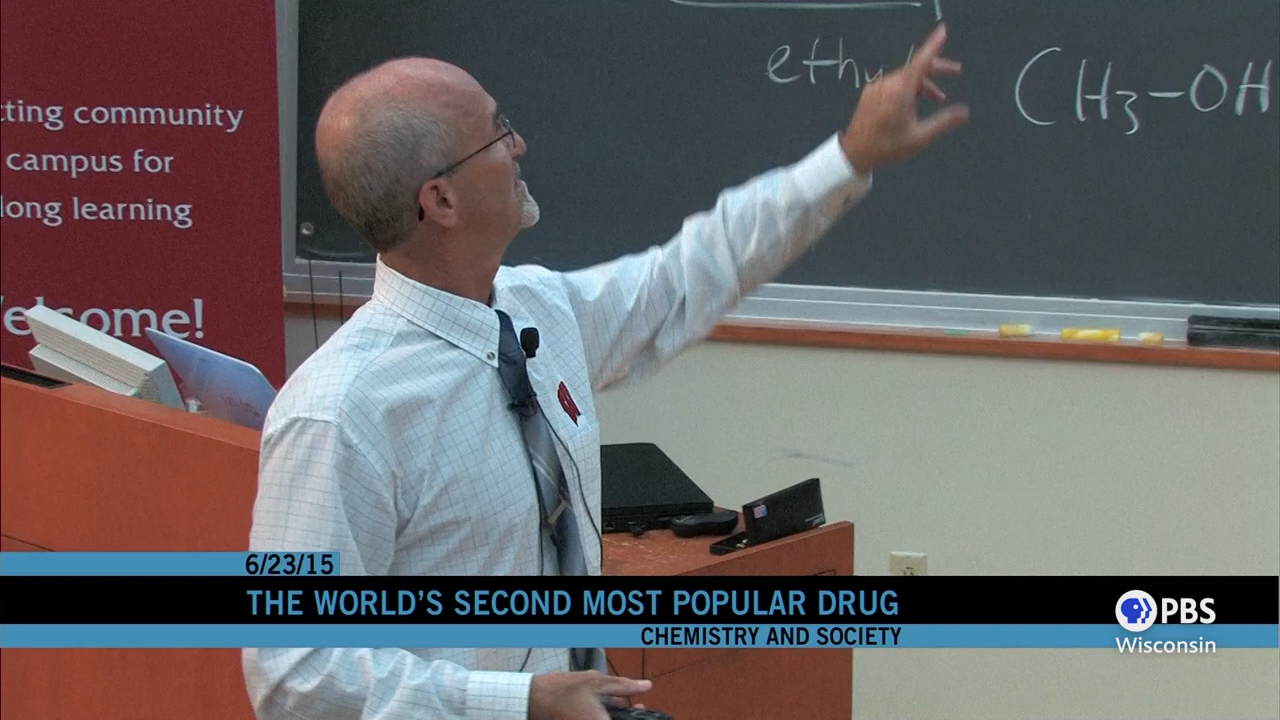 cting community
campus for
long learning
elcome!
CH3-OH
6/23/15
THE WORLD'S SECOND MOST POPULAR DRUG
CHEMISTRY AND SOCIETY
PBS
Wisconsin